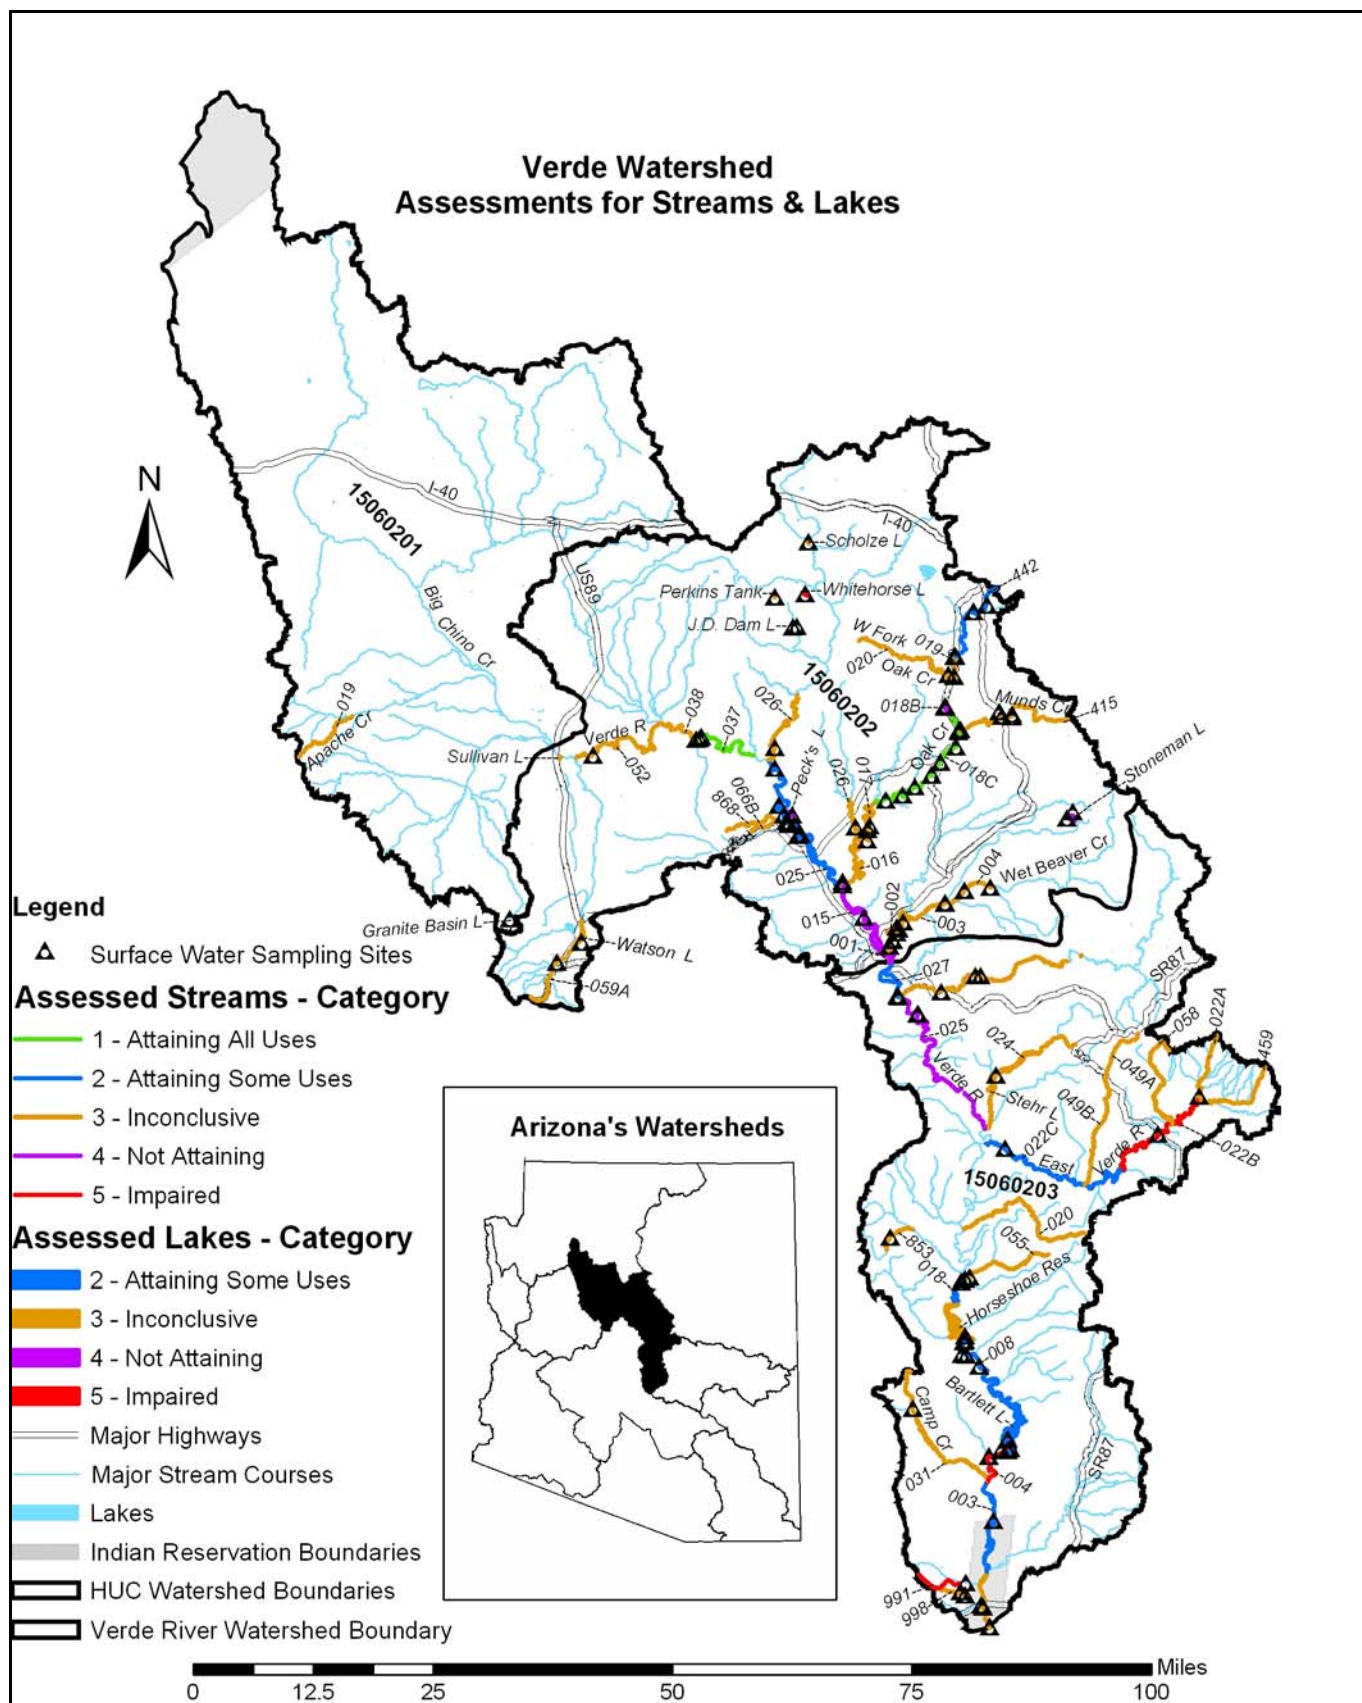 Verde Watershed
Assessments for Streams & Lakes
N
I-40
15060201
US89
Big Chino Cr
019
Apache Cr
I-40
Scholze L
442
Perkins Tank
Whitehorse L
J.D. Dam L
W Fork
019
020
Oak Cr
15060202
018B
Munds Cr
415
038
037
026
Verde R
Sullivan L
052
Peck's L
Oak Cr
018C
Stoneman L
026
017
066B
868
016
025
004
Wet Beaver Cr
002
015
003
001
Granite Basin L
Watson L
059A
027
SR87
025
024
058
022A
459
049A
Verde R
Stehr L
049B
022C
East
Verde R
022B
15060203
853
020
055
018
Horseshoe Res
008
Bartlett L
Camp Cr
031
004
SR87
003
991
998
Legend
Surface Water Sampling Sites
Assessed Streams - Category
1 - Attaining All Uses
2 - Attaining Some Uses
3 - Inconclusive
4 - Not Attaining
5 - Impaired
Assessed Lakes - Category
2 - Attaining Some Uses
3 - Inconclusive
4 - Not Attaining
5 - Impaired
Major Highways
Major Stream Courses
Lakes
Indian Reservation Boundaries
HUC Watershed Boundaries
Verde River Watershed Boundary
Arizona's Watersheds
Miles
0 12.5 25 50 75 100